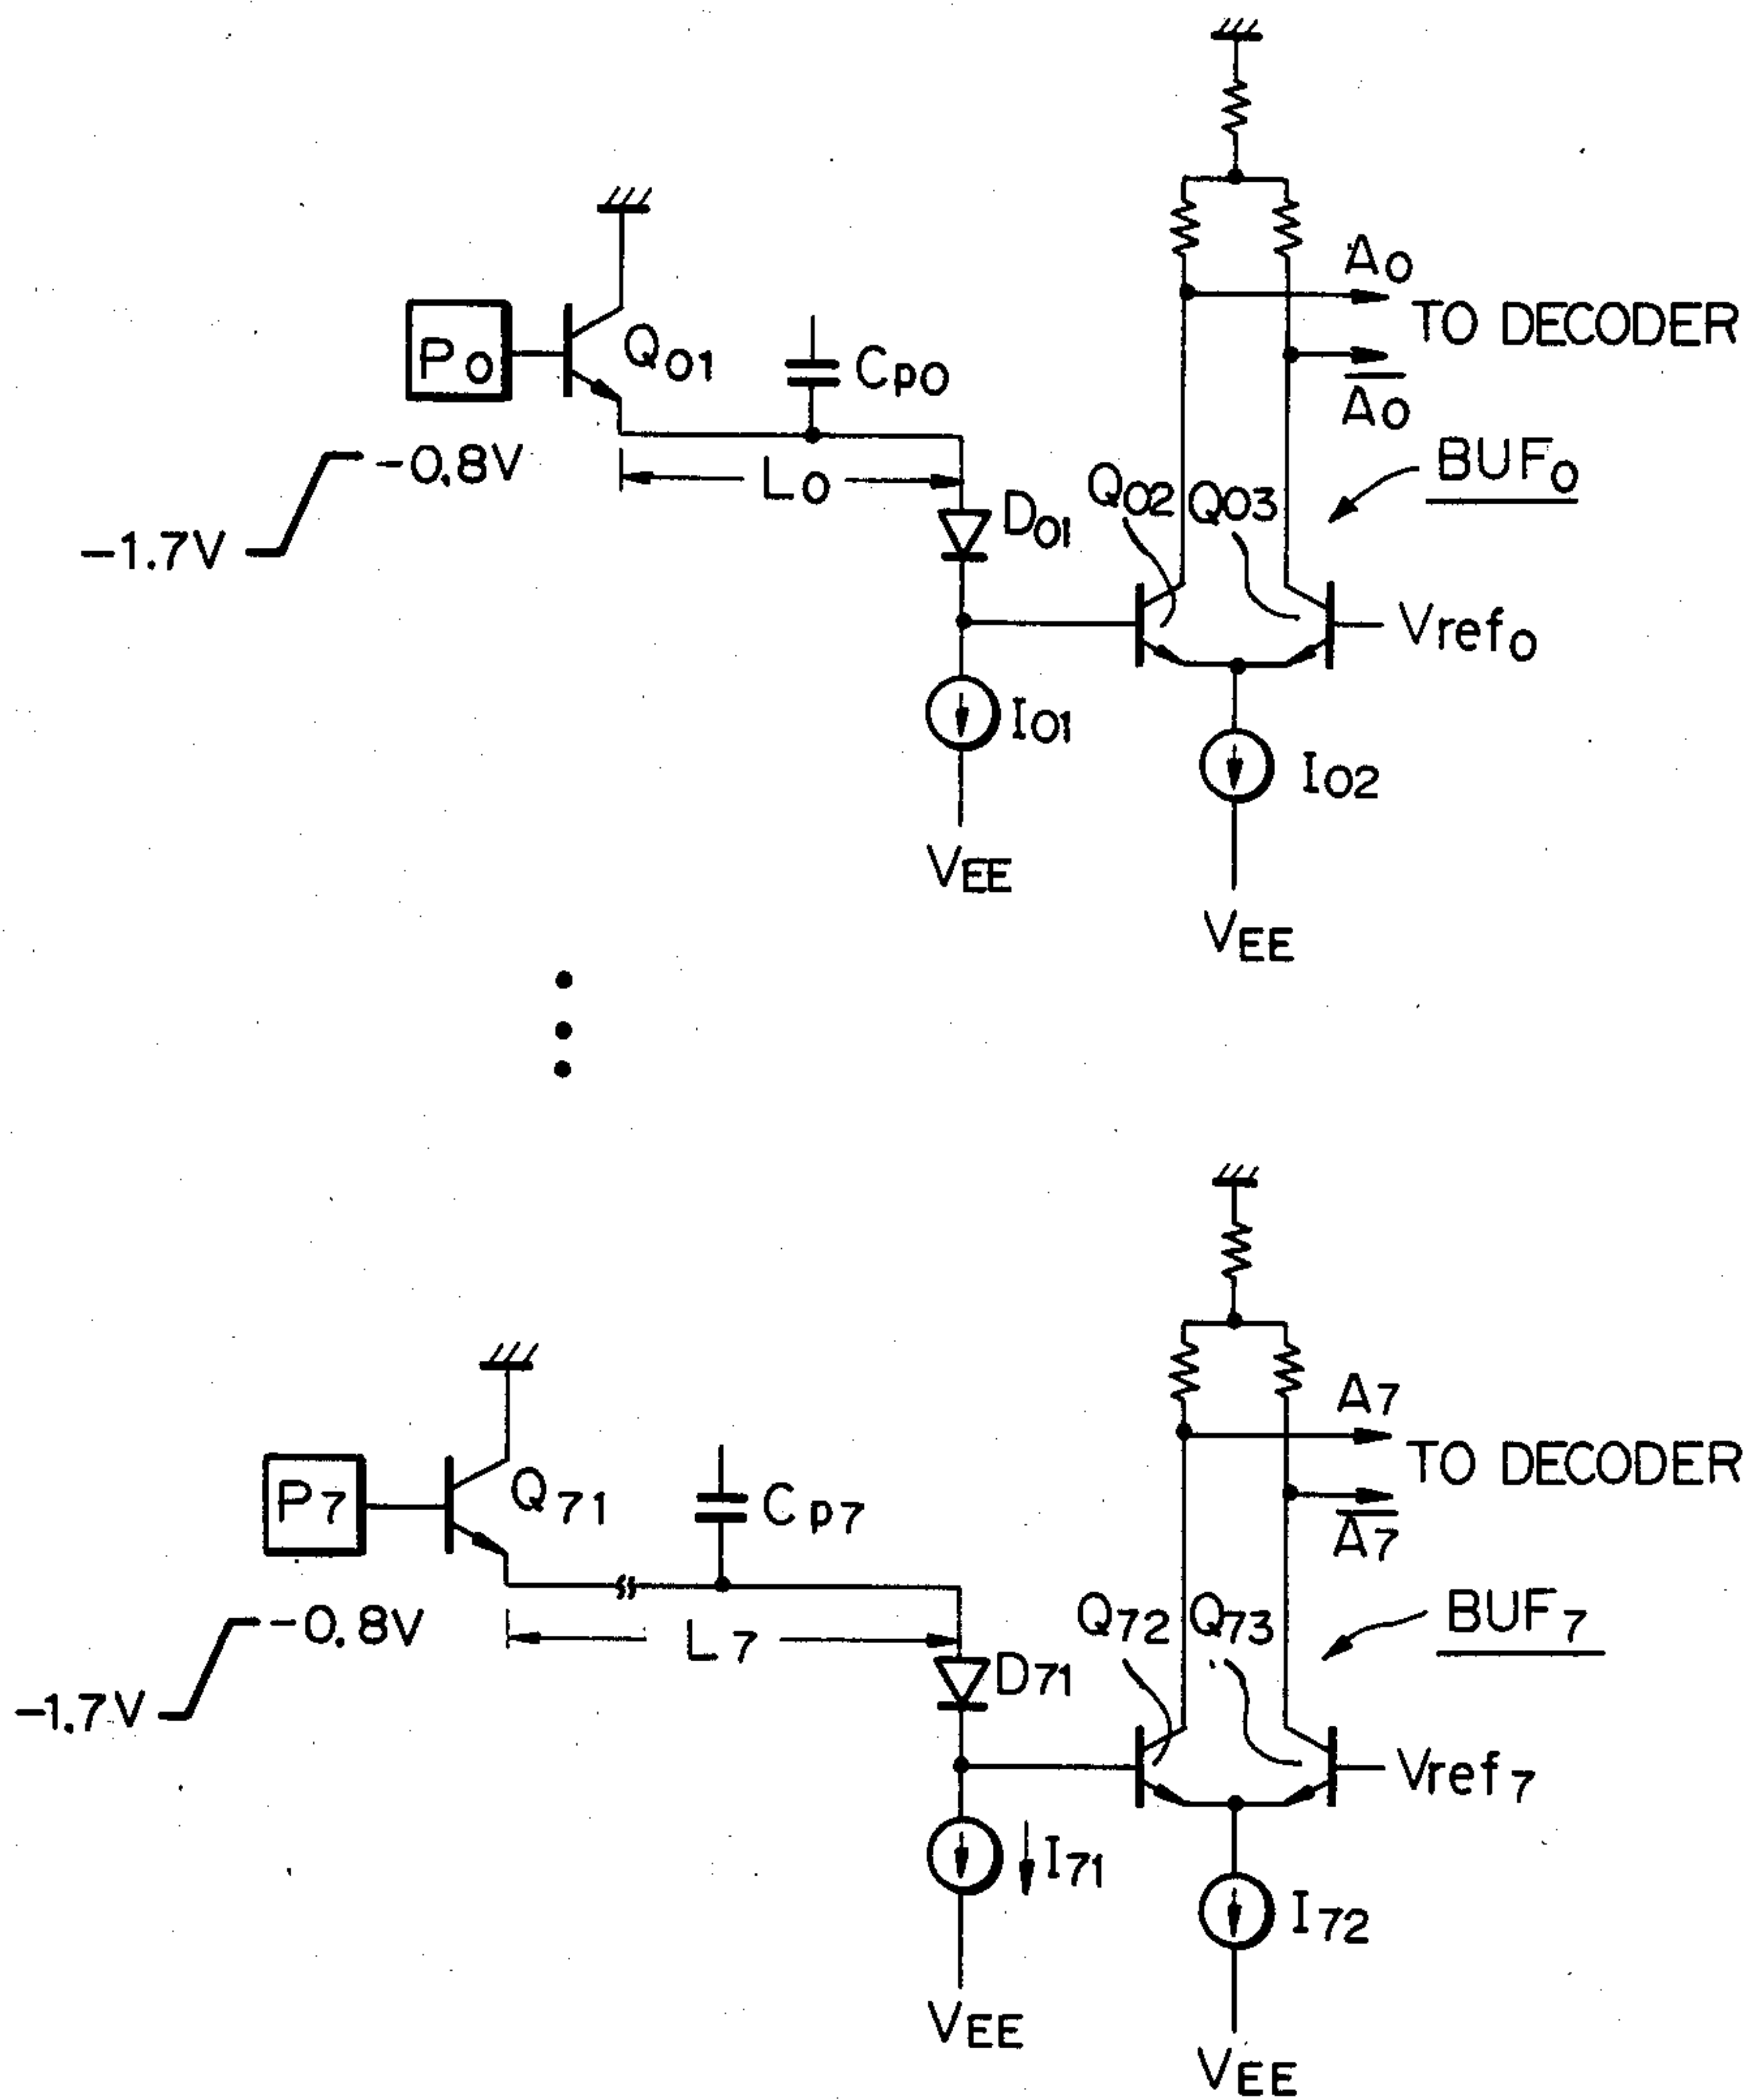 A0
TO DECODER
A0
P0
Q01
Cp0
-0.8V
L0
-1.7V
D01
Q02
Q03
BUF0
Vref0
I01
I02
VEE
VEE
A7
TO DECODER
A7
P7
Q71
Cp7
-0.8V
L7
-1.7V
D71
Q72
Q73
BUF7
Vref7
I71
I72
VEE
VEE